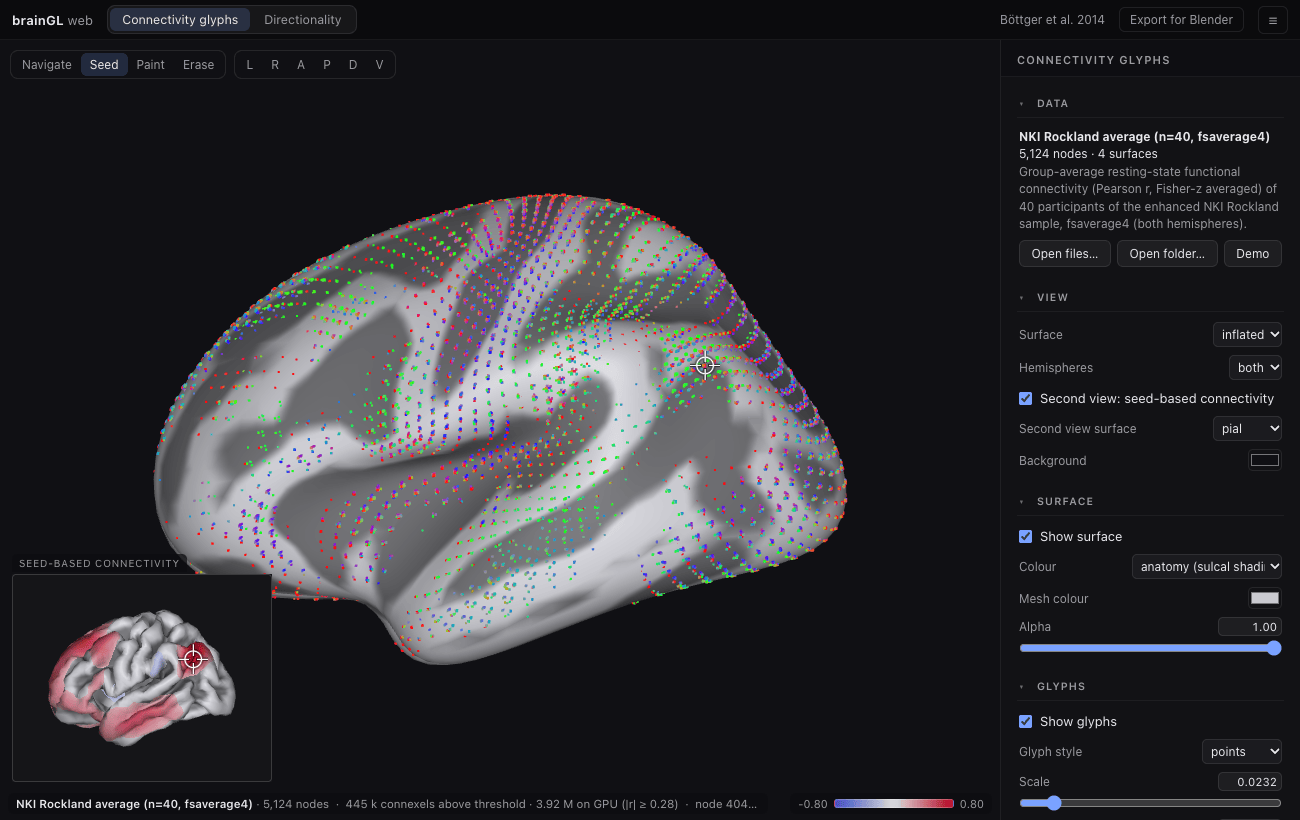 brainGL web
Connectivity glyphs
Directionality
Böttger et al. 2014
Export for Blender
Navigate
Seed
Paint
Erase
L R A P D V
CONNECTIVITY GLYPHS
DATA
NKI Rockland average (n=40, fsaverage4)
5,124 nodes · 4 surfaces
Group-average resting-state functional
connectivity (Pearson r, Fisher-z averaged) of
40 participants of the enhanced NKI Rockland
sample, fsaverage4 (both hemispheres).
Open files...
Open folder...
Demo
VIEW
Surface
inflated
Hemispheres
both
Second view: seed-based connectivity
Second view surface
pial
Background
SURFACE
Show surface
Colour
anatomy (sulcal shadi
Mesh colour
Alpha
1.00
GLYPHS
Show glyphs
Glyph style
points
Scale
0.0232
SEED-BASED CONNECTIVITY
NKI Rockland average (n=40, fsaverage4) · 5,124 nodes · 445 k connexels above threshold · 3.92 M on GPU (|r| ≥ 0.28) · node 404...
-0.80
0.80